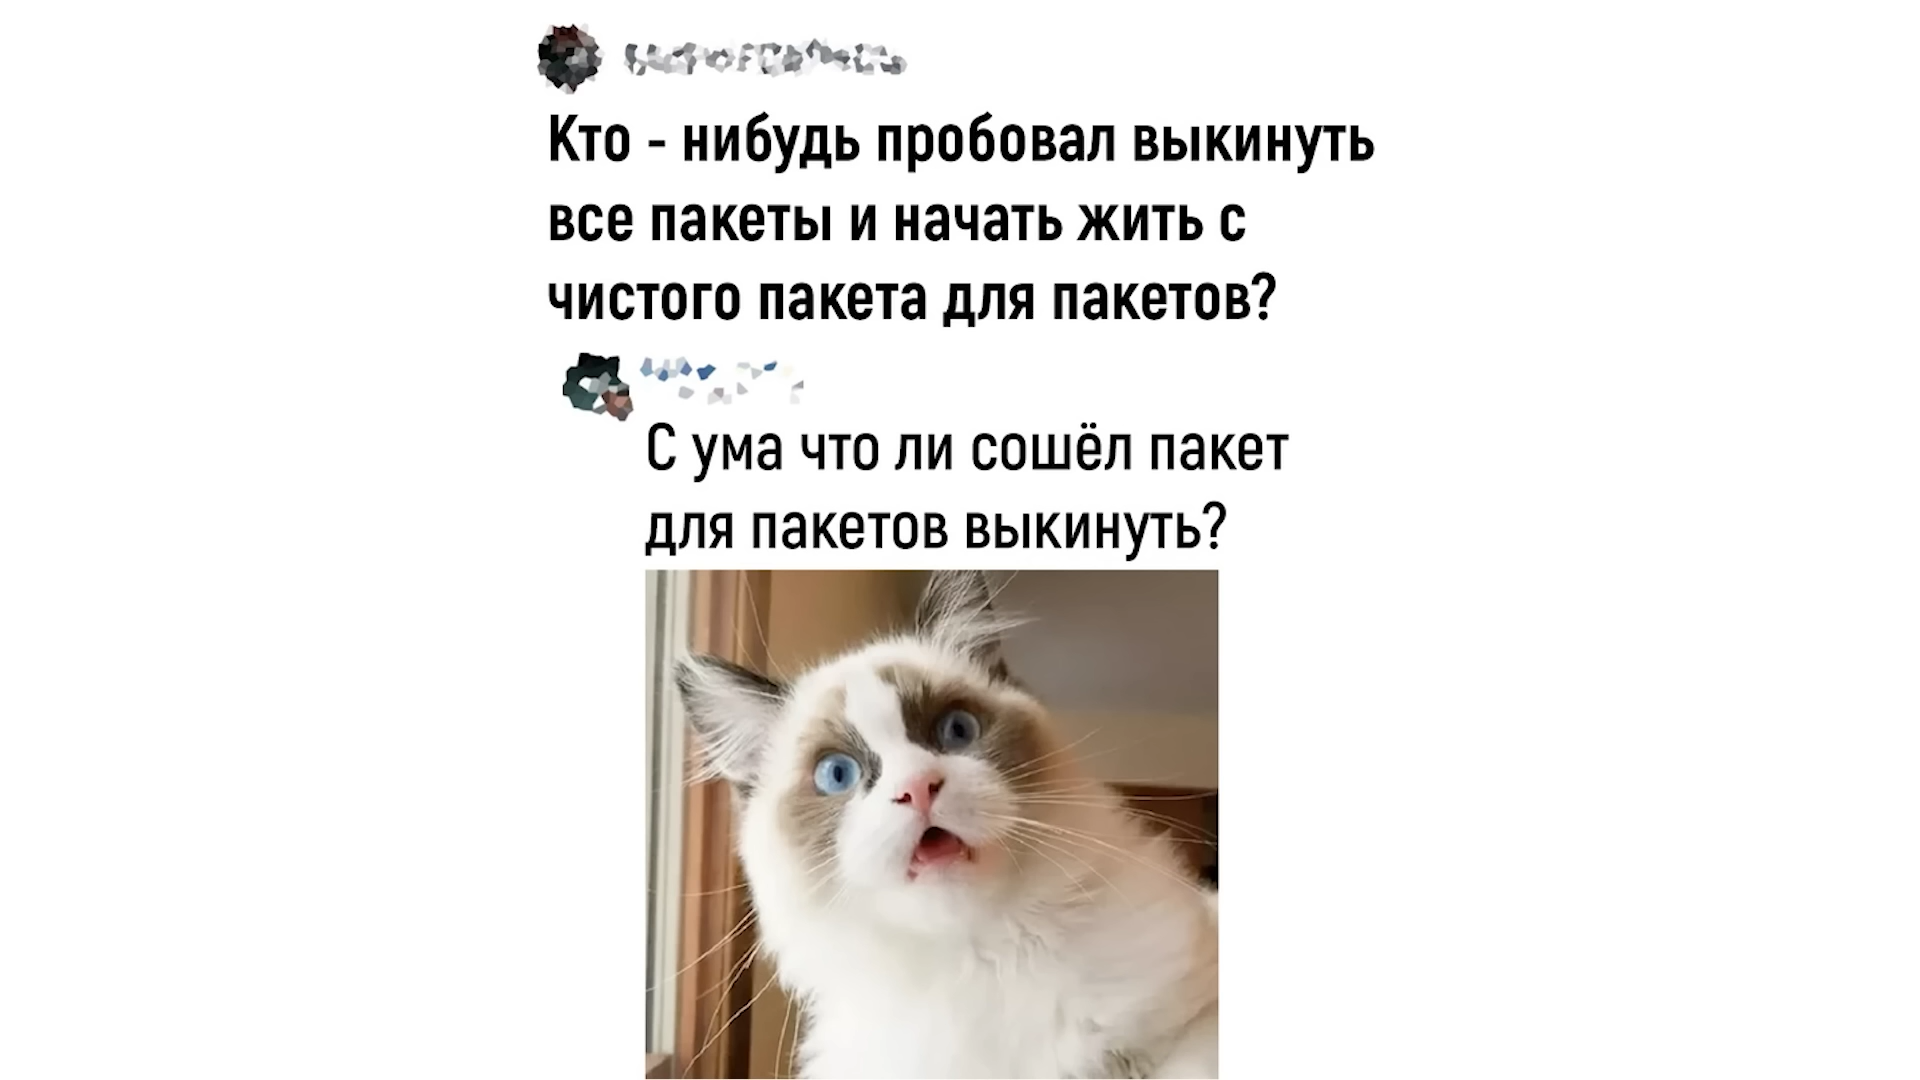 Кто - нибудь пробовал выкинуть
все пакеты и начать жить с
чистого пакета для пакетов?
С ума что ли сошёл пакет
для пакетов выкинуть?